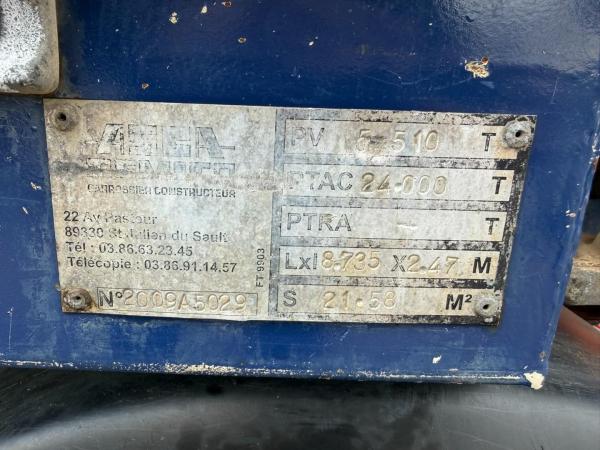 CARROSSIER CONSTRUCTEUR
22 Av Pasteur
89330 St Julien du Sault
Tél : 03.86.63.23.45
Télécopie : 03.86.91.14.57
FT 9903
N° 2009A5029
PV 5-510 T
PTAC 24.000 T
PTRA - T
Lxl 8.735 X2.47 M
S 21.58 M²